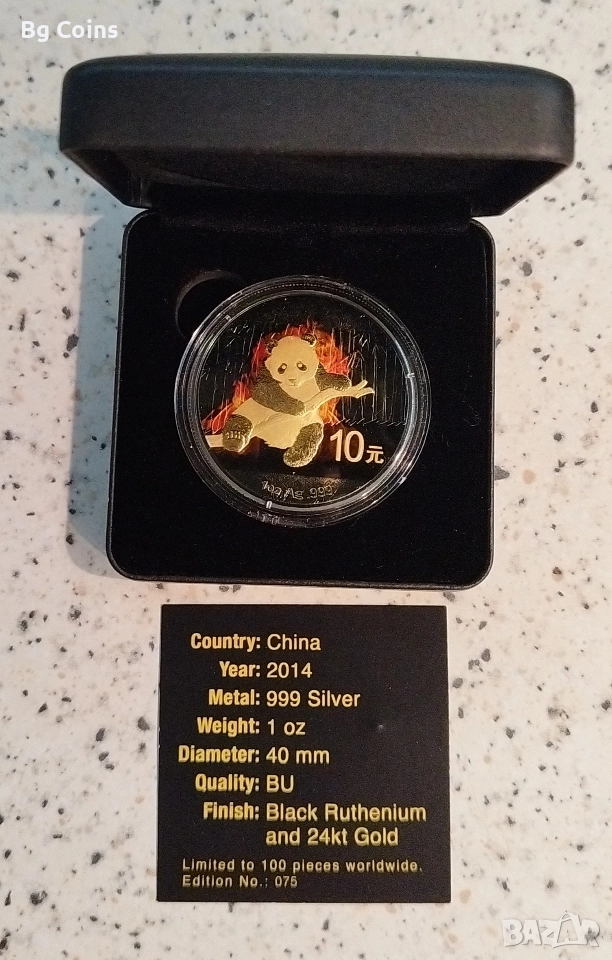 Bg Coins
10元
1oz Ag .999
Country: China
Year: 2014
Metal: 999 Silver
Weight: 1 oz
Diameter: 40 mm
Quality: BU
Finish: Black Ruthenium
and 24kt Gold
Limited to 100 pieces worldwide.
Edition No.: 075
BAZAR